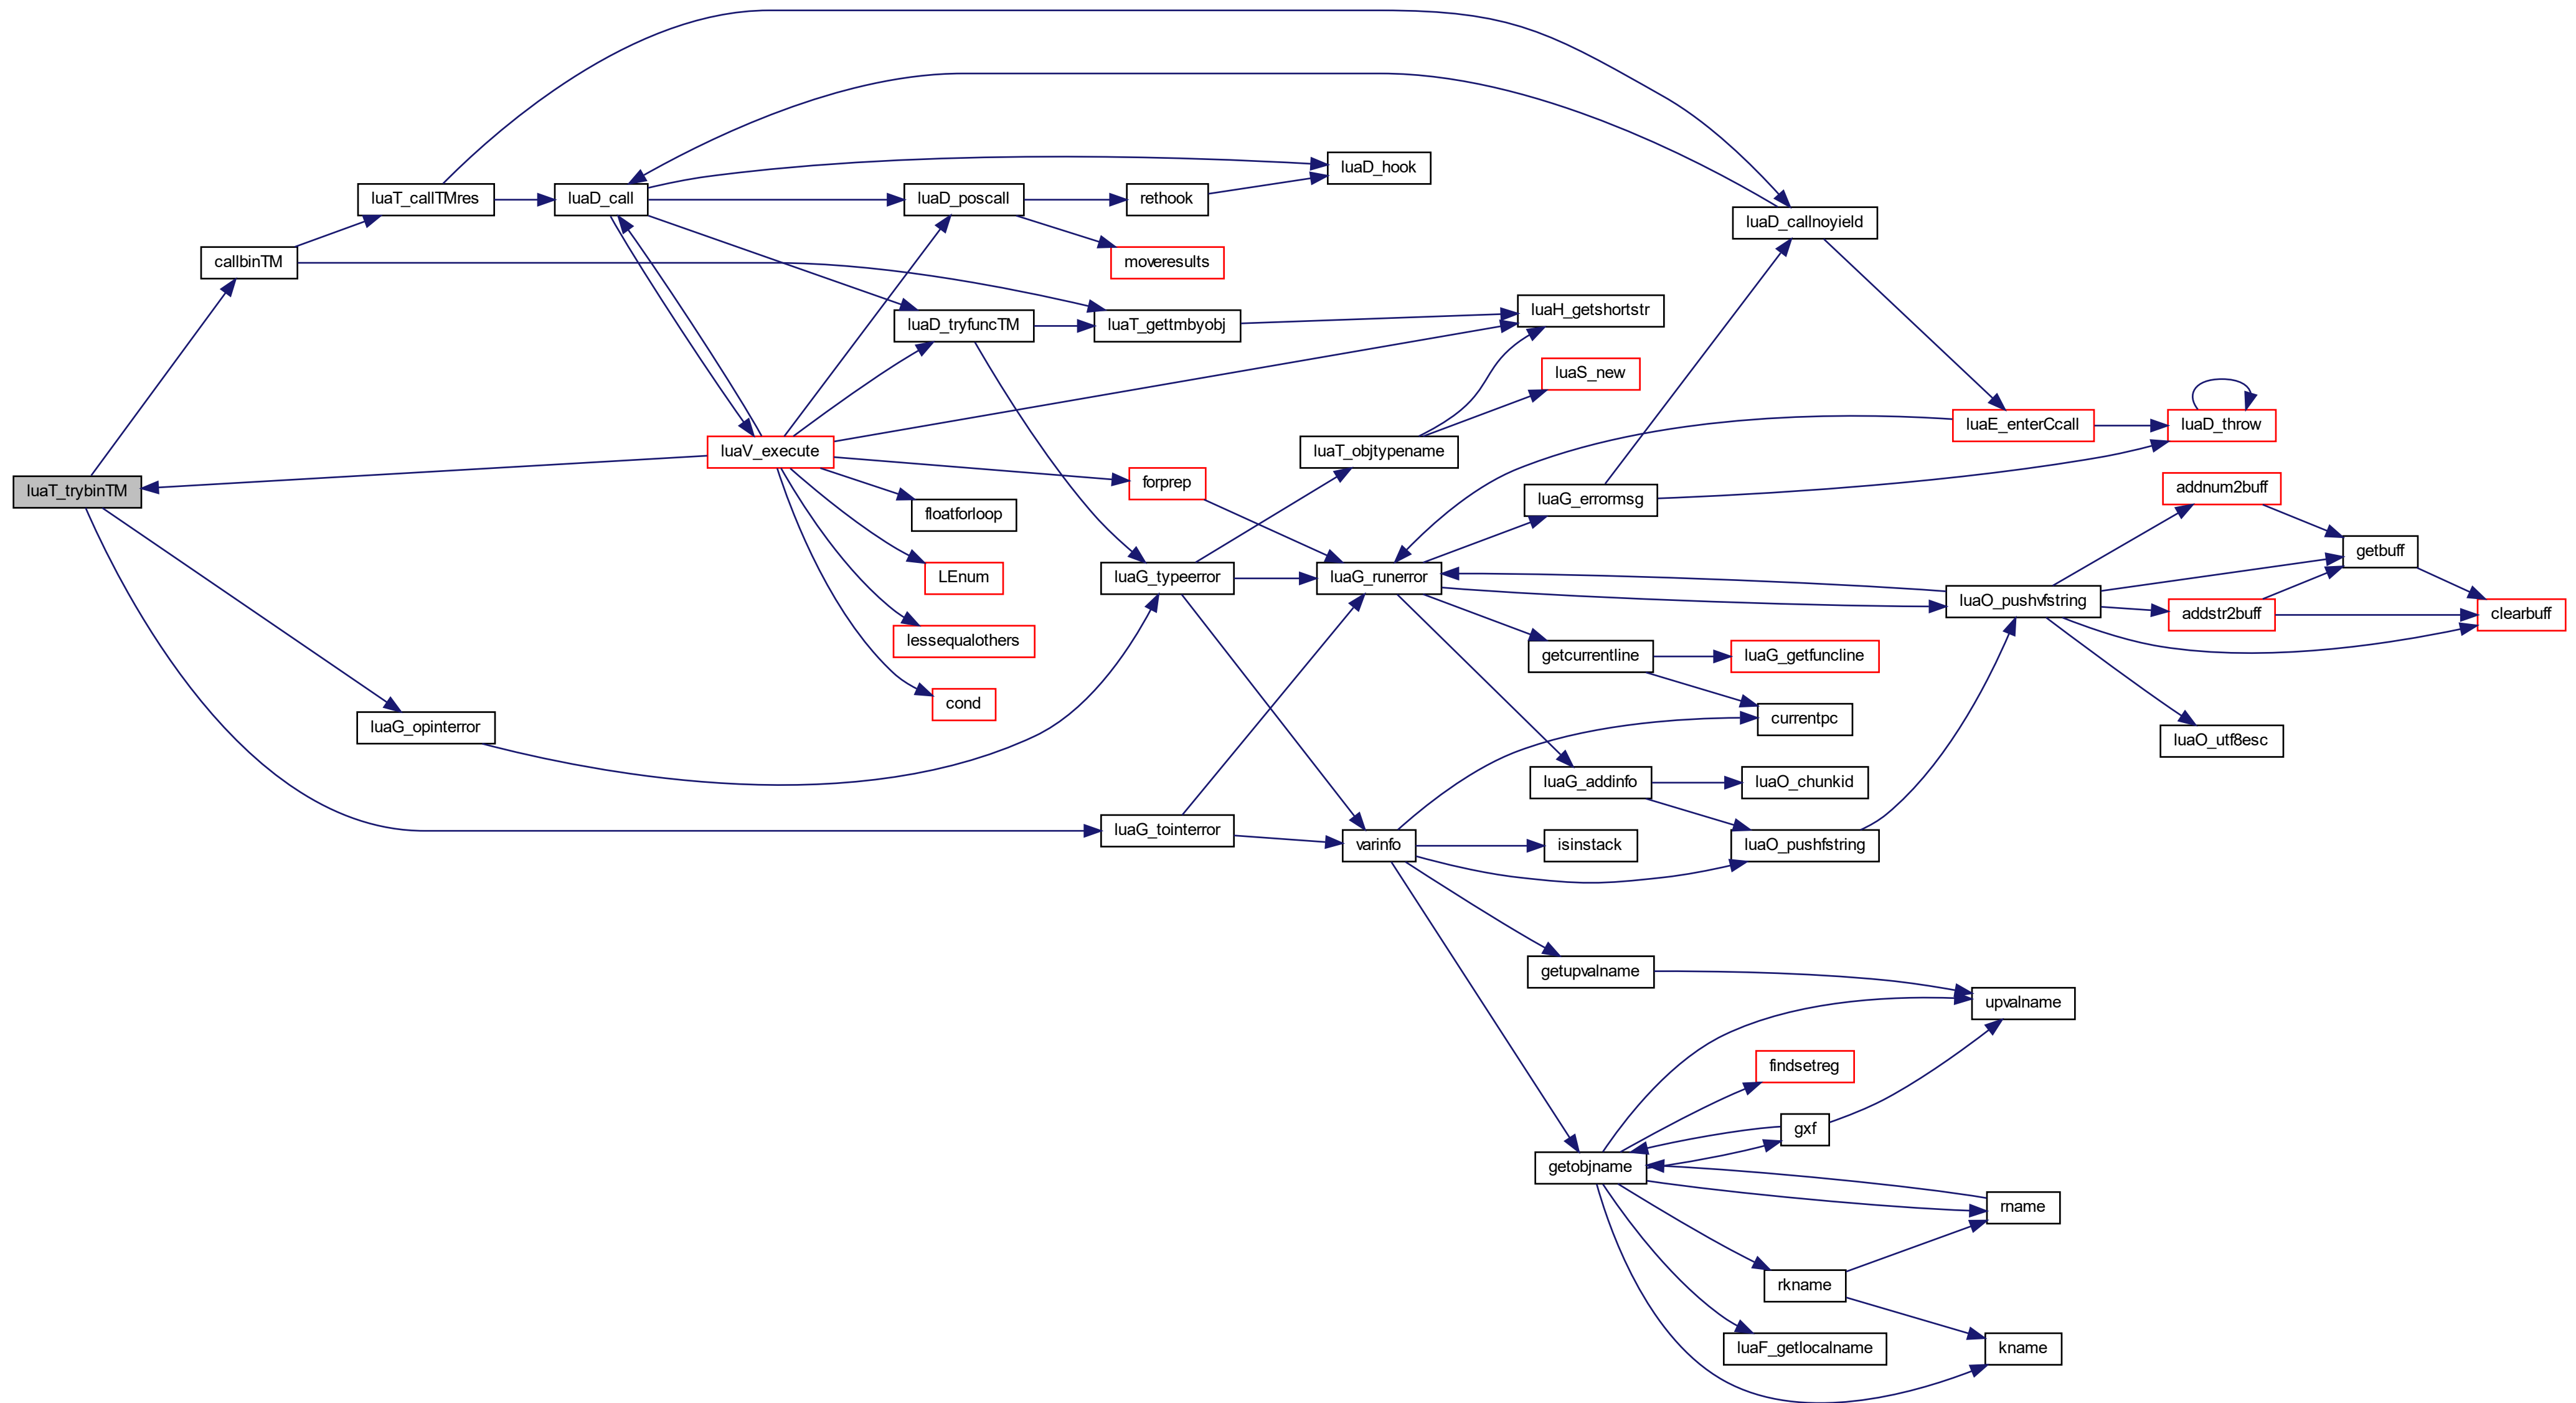 luaD_hook
luaT_callTMres
luaD_call
luaD_poscall
rethook
luaD_callnoyield
callbinTM
moveresults
luaH_getshortstr
luaD_tryfuncTM
luaT_gettmbyobj
luaS_new
luaE_enterCcall
luaD_throw
luaV_execute
luaT_objtypename
luaT_trybinTM
forprep
addnum2buff
luaG_errormsg
floatforloop
getbuff
LEnum
luaG_typeerror
luaG_runerror
luaO_pushvfstring
addstr2buff
clearbuff
lessequalothers
getcurrentline
luaG_getfuncline
cond
currentpc
luaG_opinterror
luaO_utf8esc
luaG_addinfo
luaO_chunkid
luaG_tointerror
varinfo
isinstack
luaO_pushfstring
getupvalname
upvalname
findsetreg
gxf
getobjname
rname
rkname
luaF_getlocalname
kname